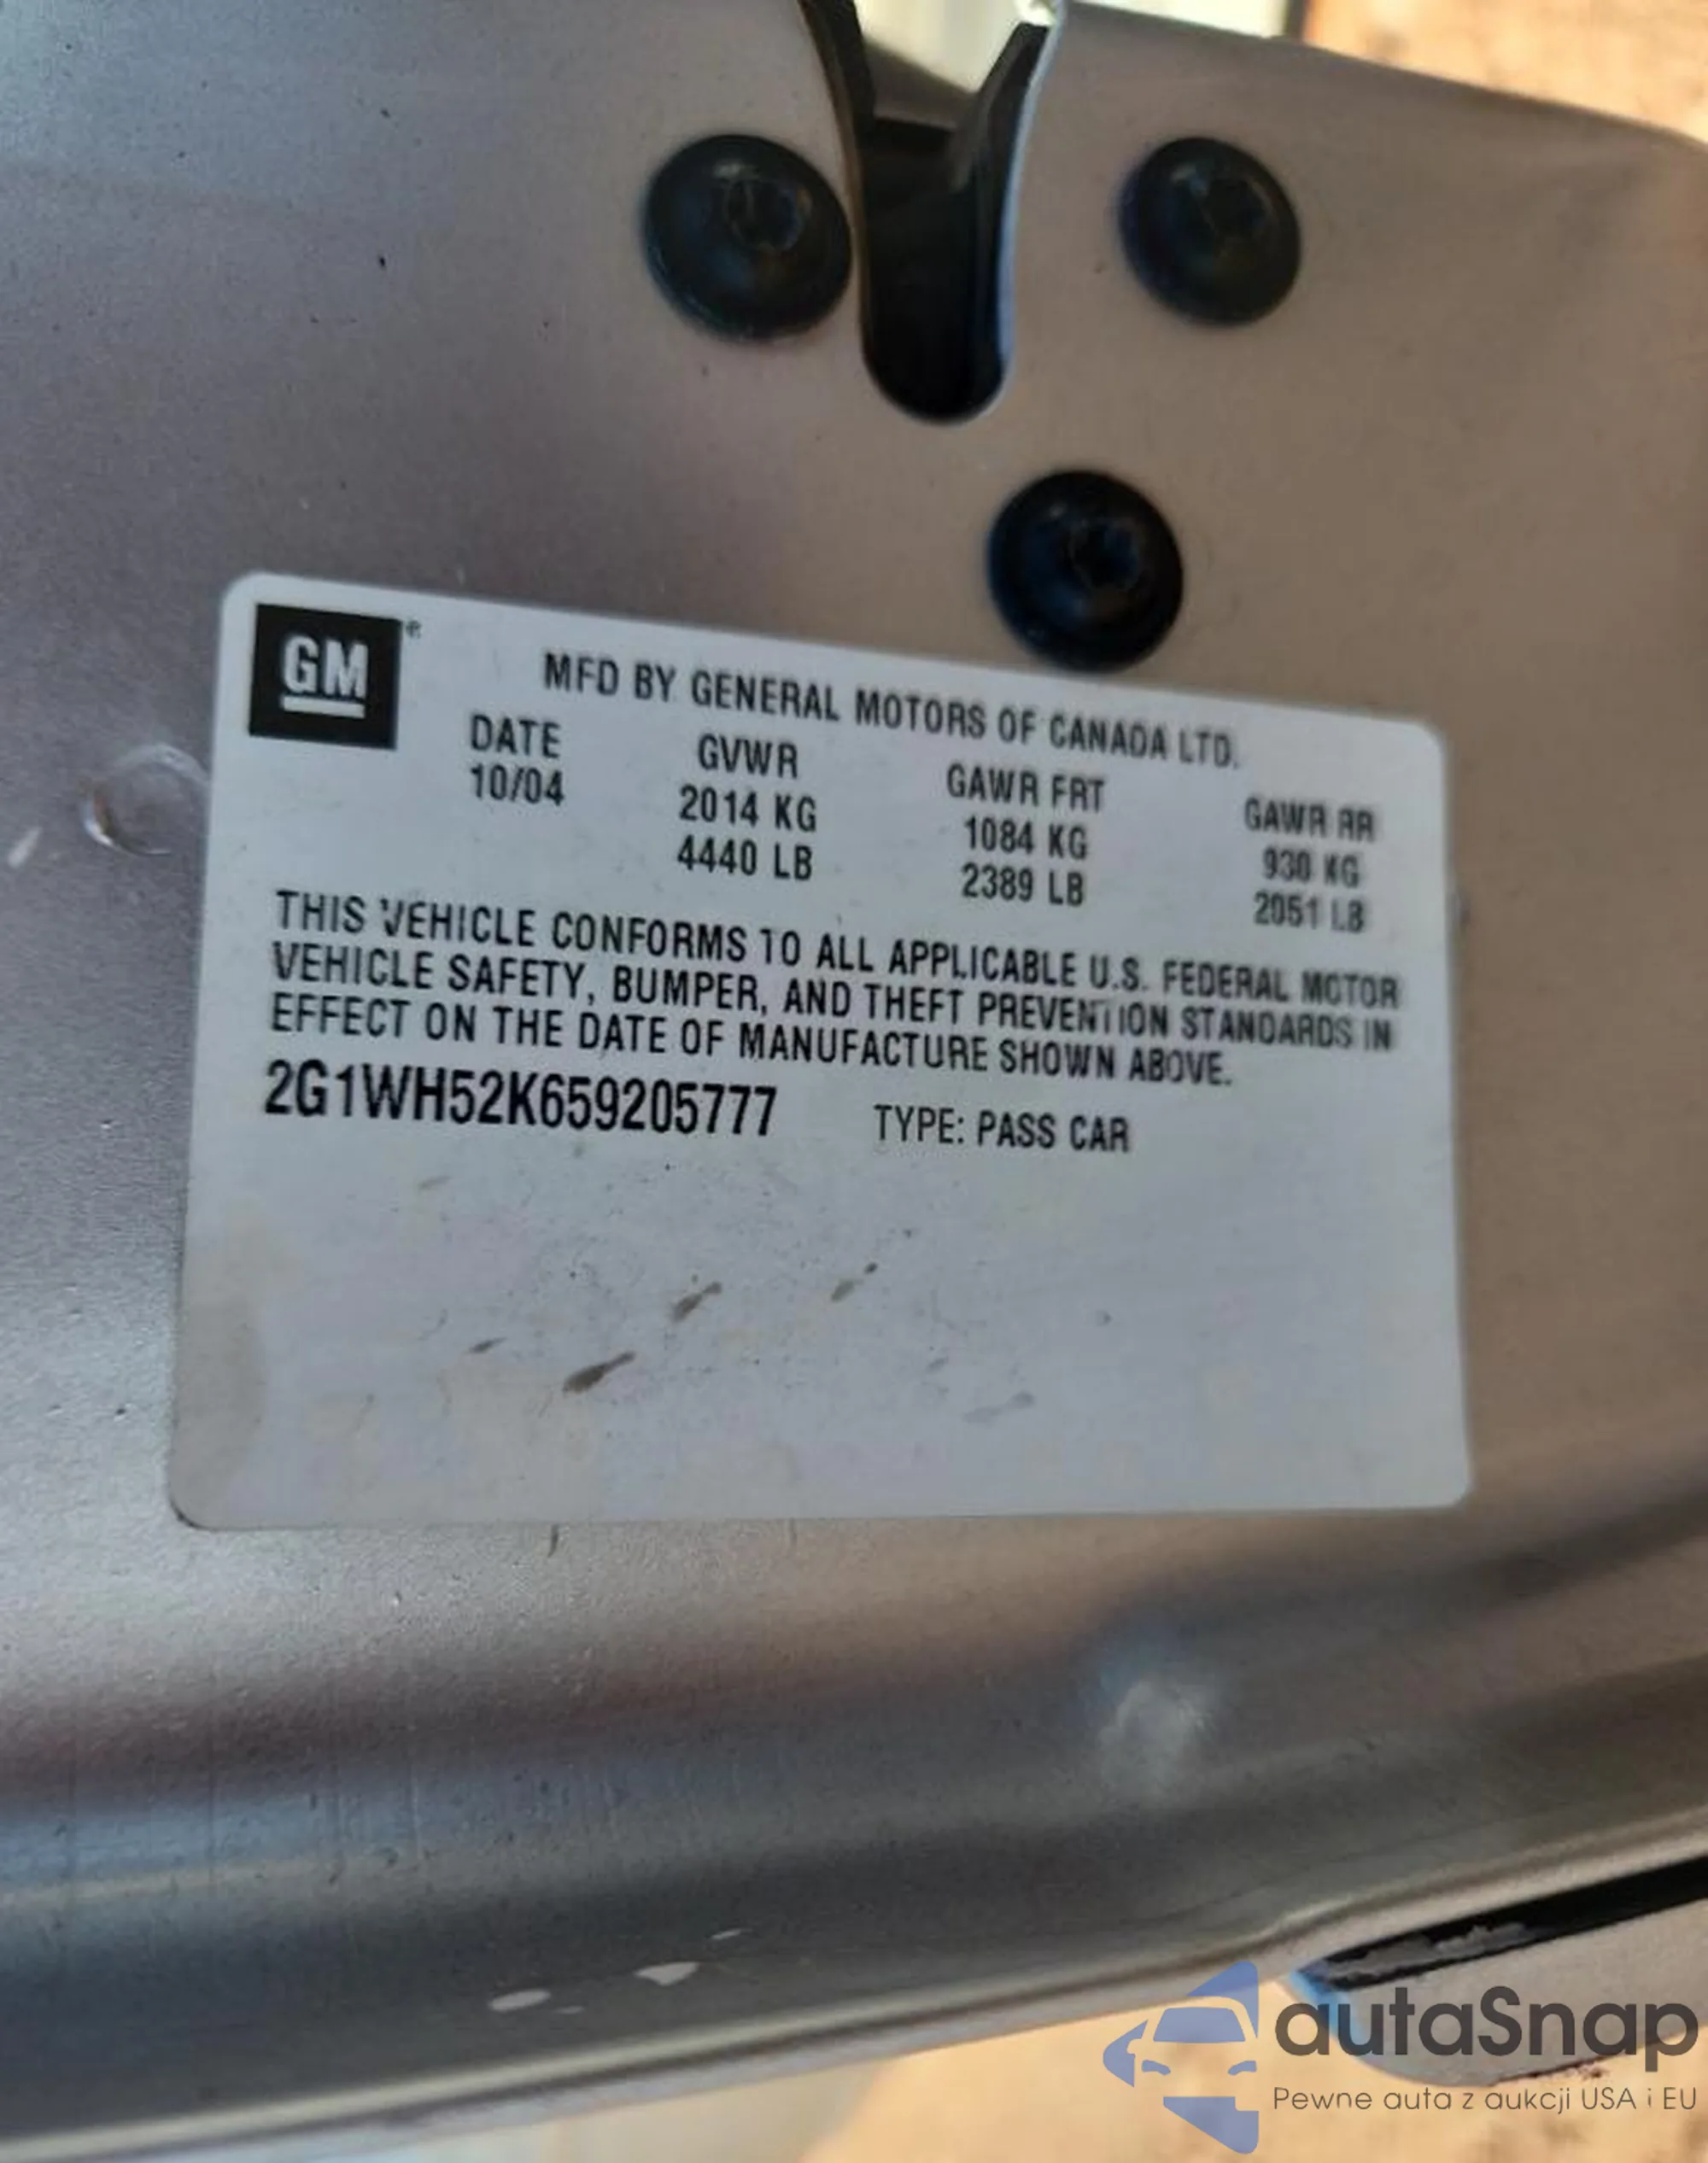 GM
MFD BY GENERAL MOTORS OF CANADA LTD.
DATE GVWR GAWR FRT GAWR RR
10/04 2014 KG 1084 KG 930 KG
4440 LB 2389 LB 2051 LB
THIS VEHICLE CONFORMS TO ALL APPLICABLE U.S. FEDERAL MOTOR
VEHICLE SAFETY, BUMPER, AND THEFT PREVENTION STANDARDS IN
EFFECT ON THE DATE OF MANUFACTURE SHOWN ABOVE.
2G1WH52K659205777 TYPE: PASS CAR
autaSnap
Pewne auta z aukcji USA i EU